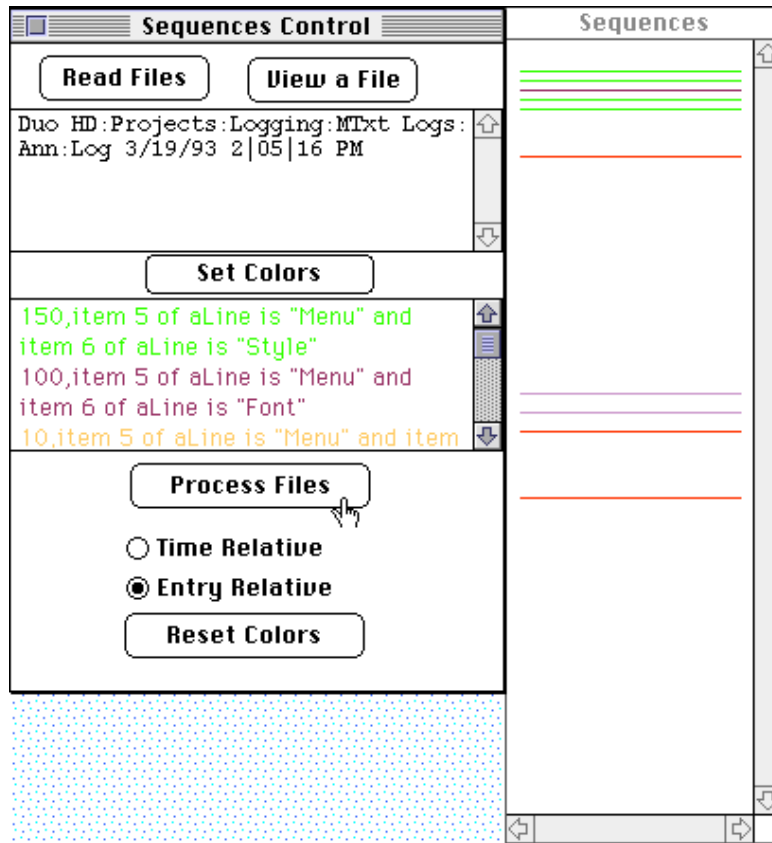 Sequences Control
Sequences
Read Files
View a File
Duo HD:Projects:Logging:MTxt Logs:
Ann:Log 3/19/93 2|05|16 PM
Set Colors
150,item 5 of aLine is "Menu" and
item 6 of aLine is "Style"
100,item 5 of aLine is "Menu" and
item 6 of aLine is "Font"
10,item 5 of aLine is "Menu" and item
Process Files
Time Relative
Entry Relative
Reset Colors